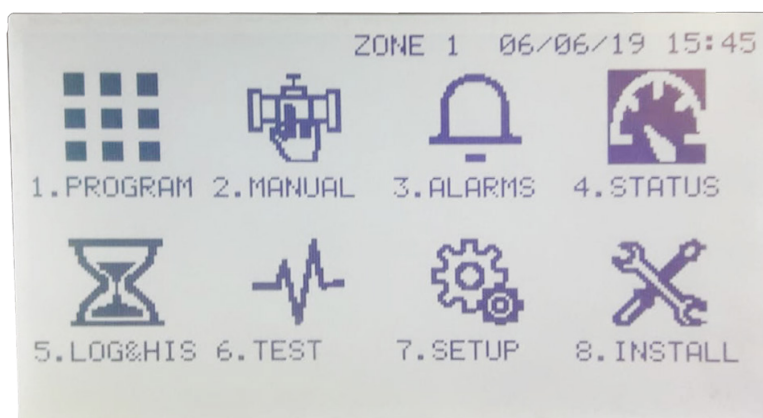 ZONE 1 06/06/19 15:45
1.PROGRAM 2.MANUAL 3.ALARMS 4.STATUS
5.LOG&HIS 6.TEST 7.SETUP 8.INSTALL